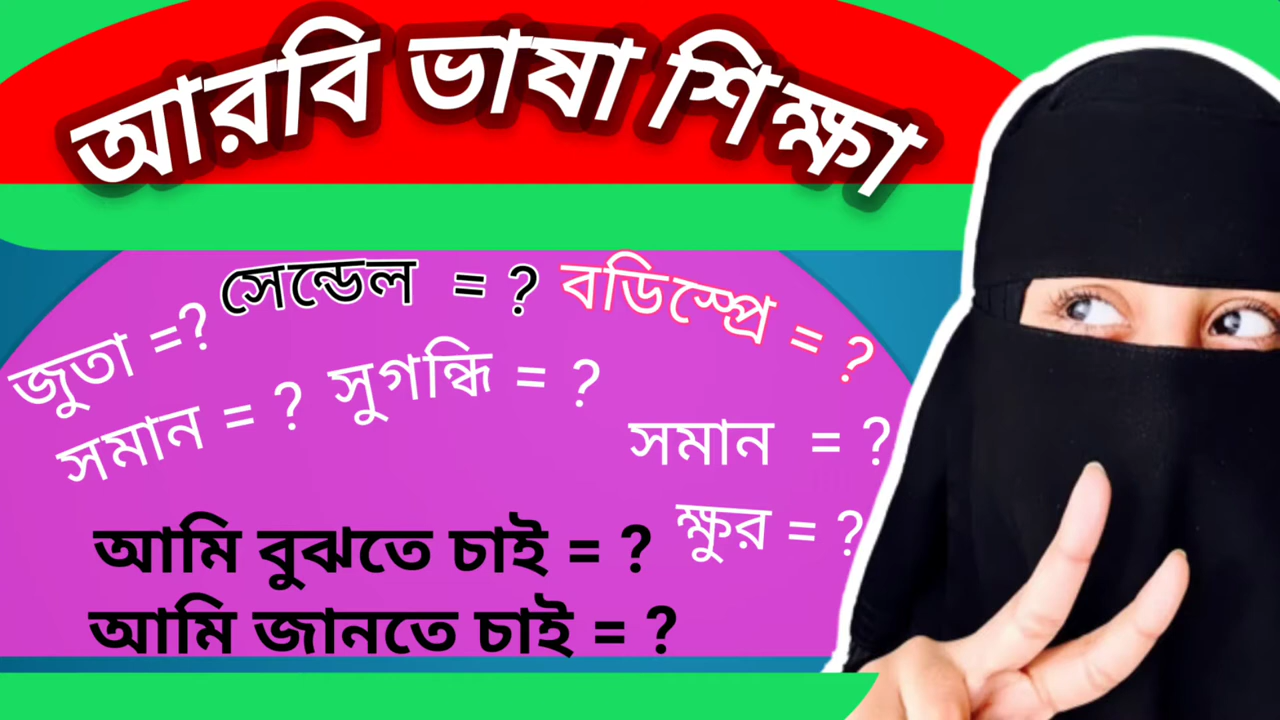 আরবি ভাষা শিক্ষা
সেন্ডেল = ?
বডিস্প্রে = ?
জুতা =?
সুগন্ধি = ?
সমান = ?
সমান = ?
ক্ষুর = ?
আমি বুঝতে চাই = ?
আমি জানতে চাই = ?